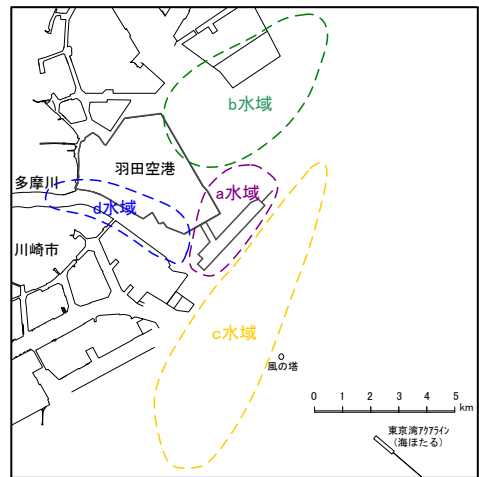 b水域
羽田空港
多摩川
a水域
d水域
川崎市
c水域
風の塔
0 1 2 3 4 5
km
東京湾アクアライン
(海ほたる)